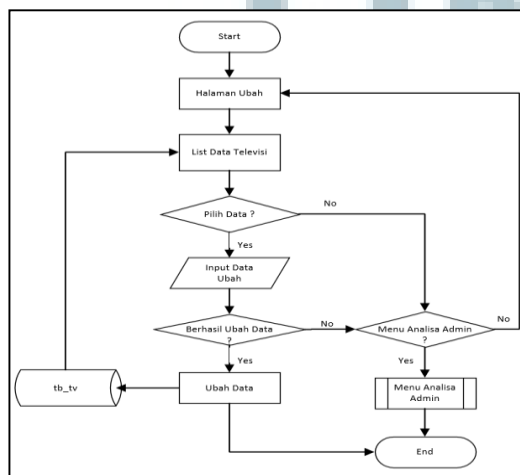 Start
Halaman Ubah
List Data Televisi
Pilih Data ?
No
Yes
Input Data
Ubah
Berhasil Ubah Data
?
No
Menu Analisa Admin
?
No
Yes
Yes
tb_tv
Ubah Data
Menu Analisa
Admin
End